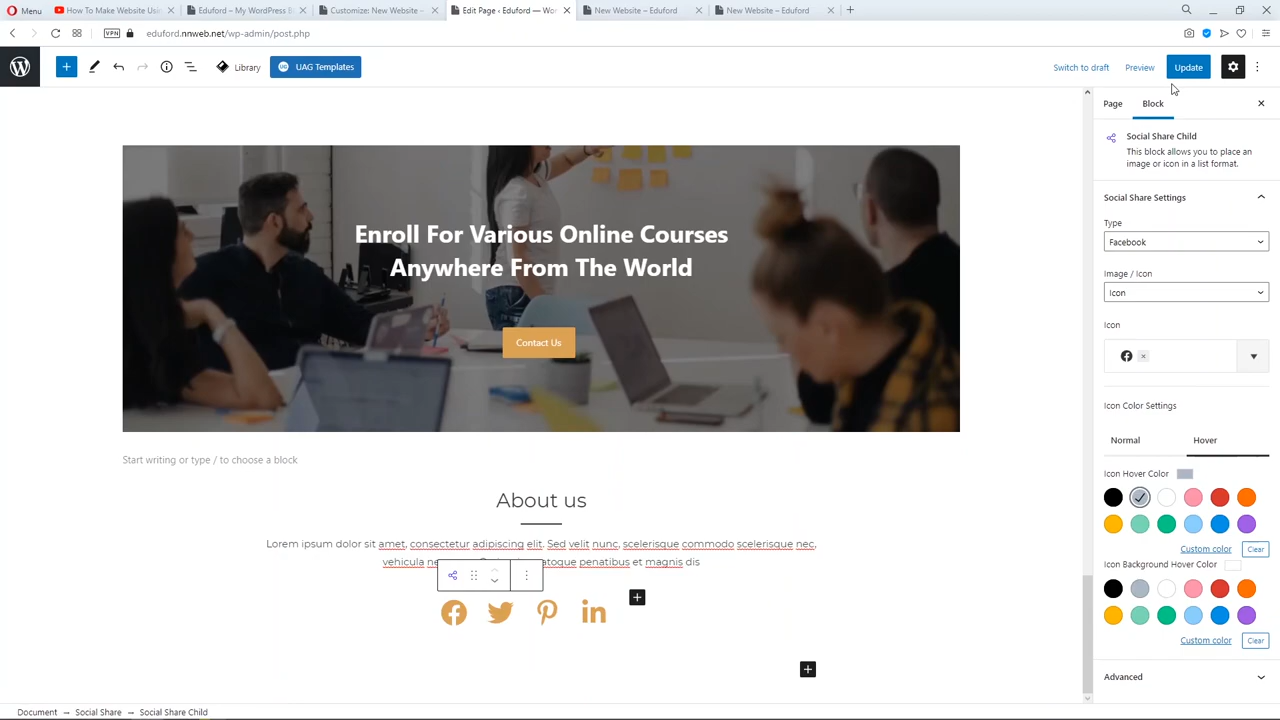 Menu
How To Make Website Usin
Eduford – My WordPress B
Customize: New Website –
Edit Page ‹ Eduford — Wor
New Website – Eduford
New Website – Eduford
VPN
eduford.nnweb.net/wp-admin/post.php
Library
UAG Templates
Switch to draft
Preview
Update
Page
Block
Social Share Child
This block allows you to place an
image or icon in a list format.
Social Share Settings
Type
Facebook
Image / Icon
Icon
Icon
Icon Color Settings
Normal
Hover
Icon Hover Color
Custom color
Clear
Icon Background Hover Color
Custom color
Clear
Advanced
Enroll For Various Online Courses
Anywhere From The World
Contact Us
Start writing or type / to choose a block
About us
Lorem ipsum dolor sit amet, consectetur adipiscing elit. Sed velit nunc, scelerisque commodo scelerisque nec,
vehicula penatibus et magnis dis
Document → Social Share → Social Share Child